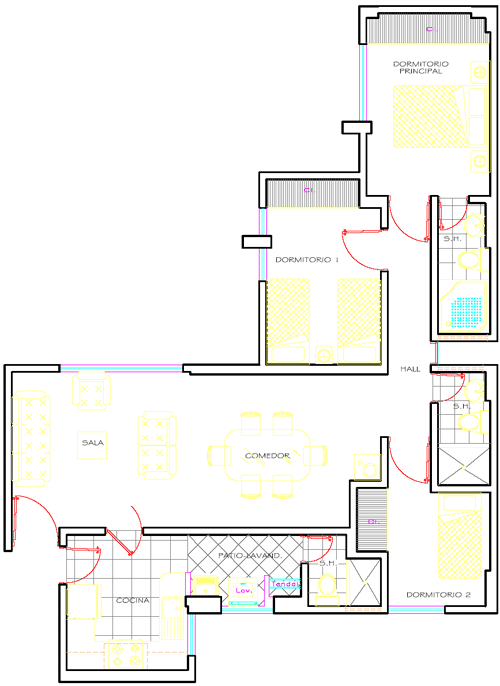 CL.
DORMITORIO
PRINCIPAL
CL.
S.H.
DORMITORIO 1
HALL
S.H.
SALA
COMEDOR
CL.
PATIO-LAVAND.
S.H.
Lav.
Tendal
COCINA
DORMITORIO 2